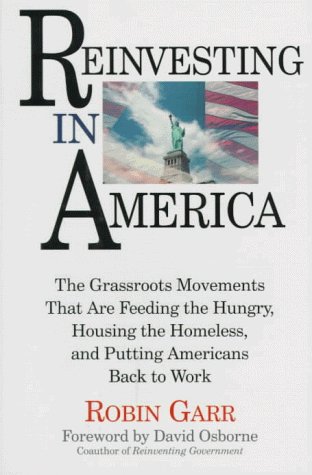 REINVESTING
IN
AMERICA
The Grassroots Movements
That Are Feeding the Hungry,
Housing the Homeless,
and Putting Americans
Back to Work
ROBIN GARR
Foreword by David Osborne
Coauthor of Reinventing Government